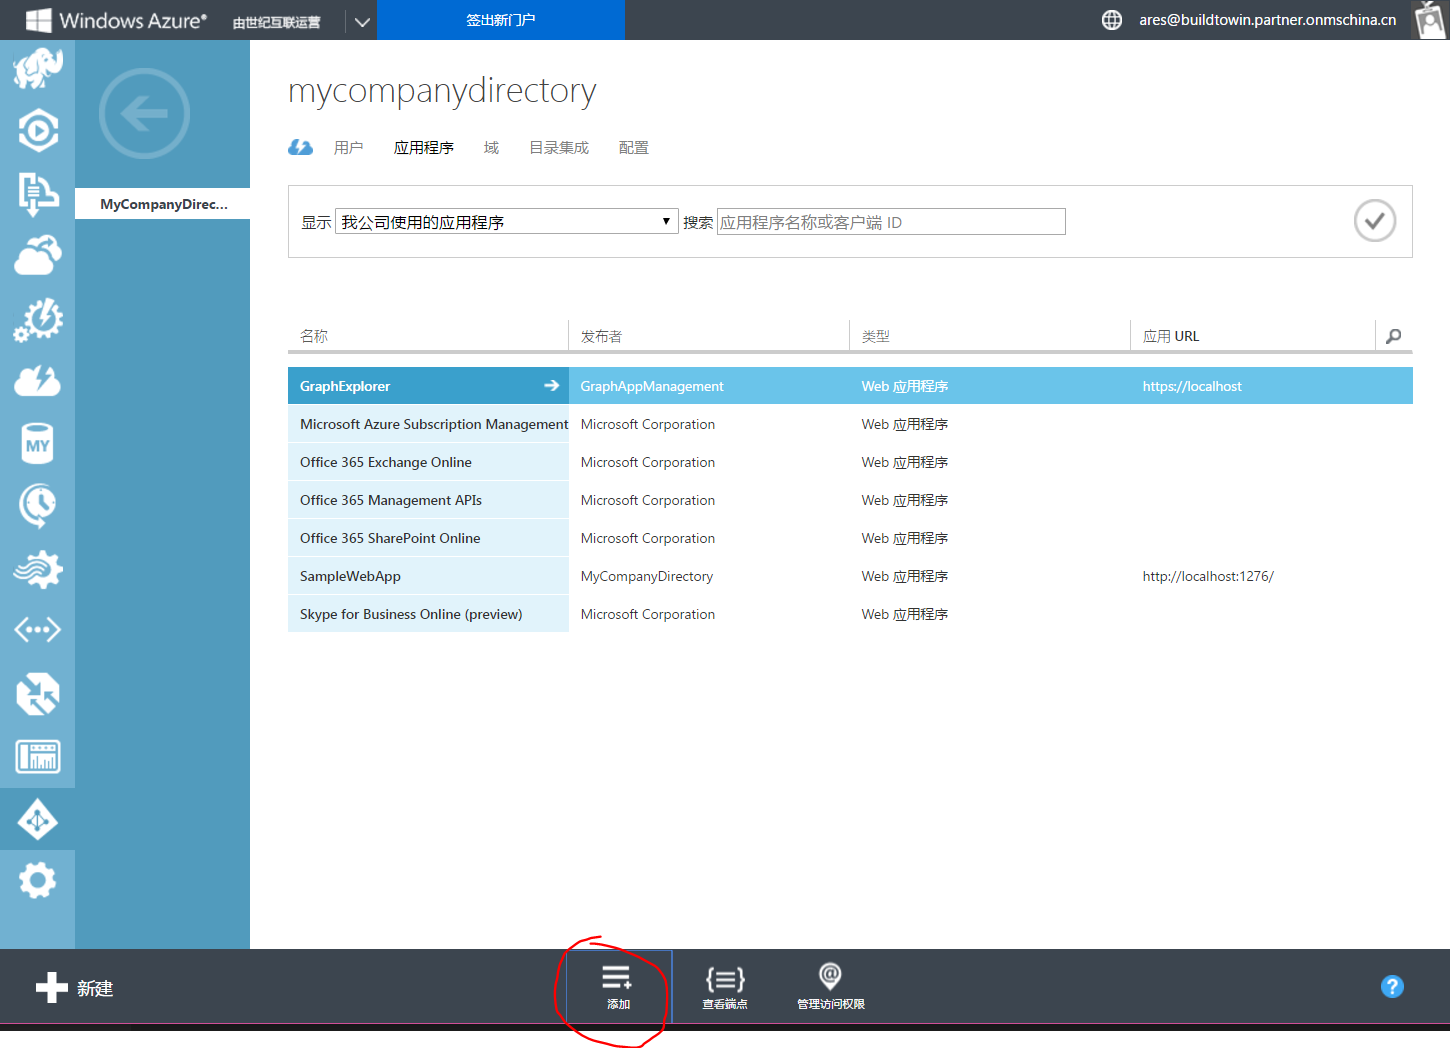 Windows Azure® 由世纪互联运营 签出新门户 ares@buildtowin.partner.onmschina.cn
MyCompanyDirec...
mycompanydirectory
用户 应用程序 域 目录集成 配置
显示 我公司使用的应用程序 搜索 应用程序名称或客户端 ID
名称 发布者 类型 应用 URL
GraphExplorer GraphAppManagement Web 应用程序 https://localhost
Microsoft Azure Subscription Management Microsoft Corporation Web 应用程序
Office 365 Exchange Online Microsoft Corporation Web 应用程序
Office 365 Management APIs Microsoft Corporation Web 应用程序
Office 365 SharePoint Online Microsoft Corporation Web 应用程序
SampleWebApp MyCompanyDirectory Web 应用程序 http://localhost:1276/
Skype for Business Online (preview) Microsoft Corporation Web 应用程序
MY
新建 添加 查看端点 管理访问权限 ?